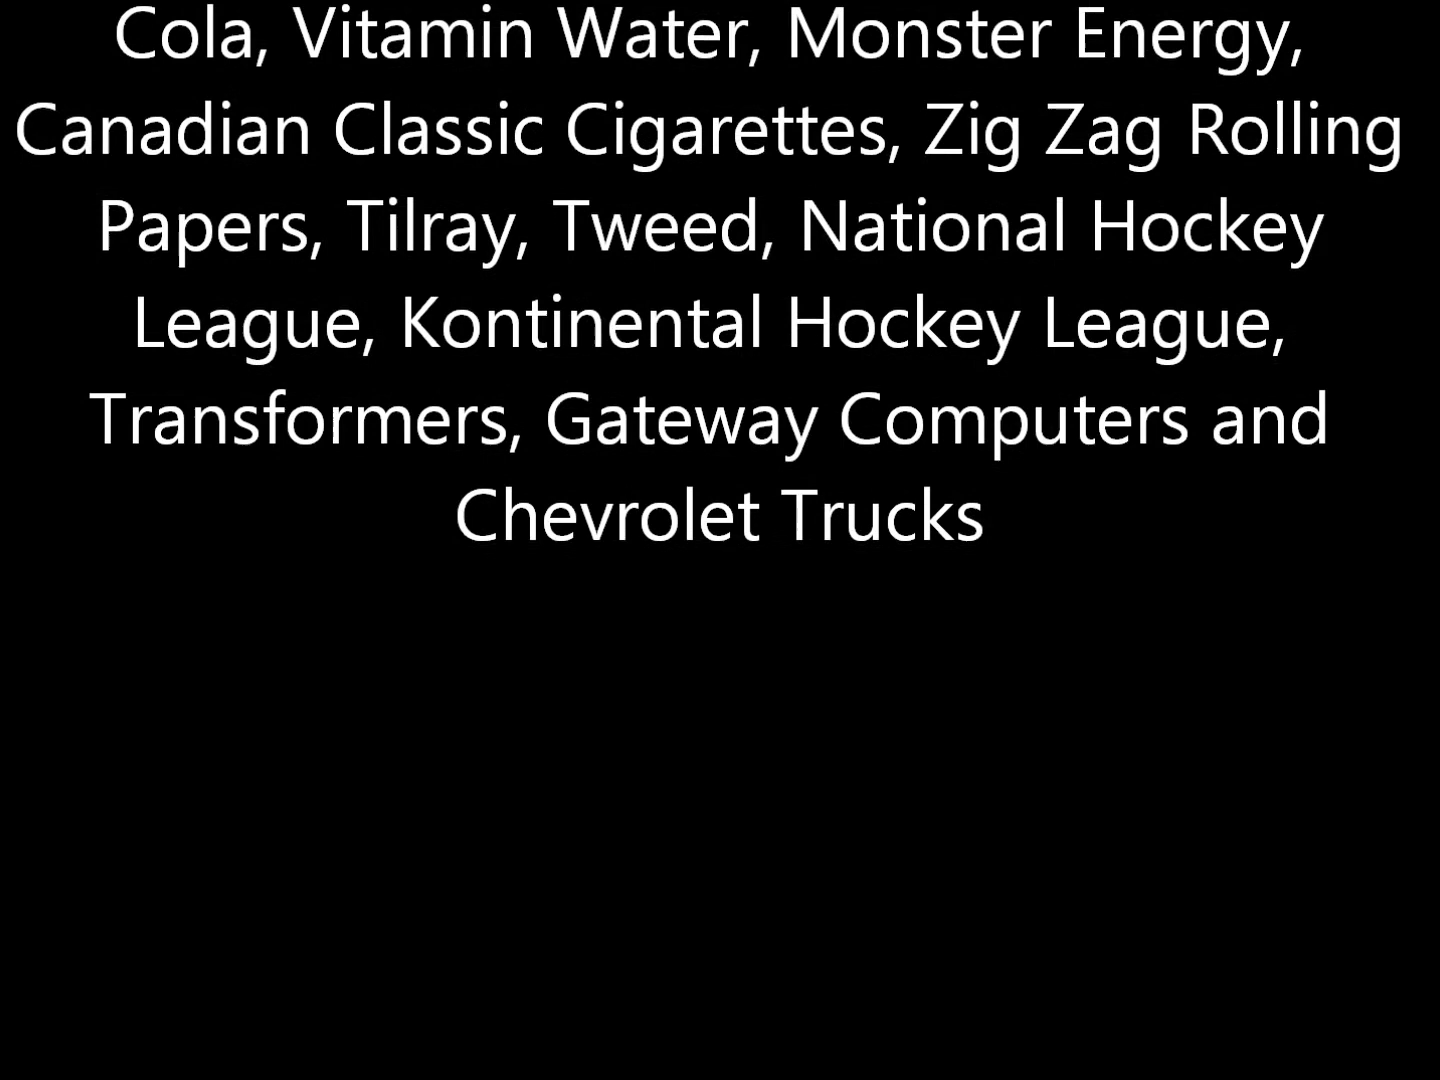 Cola, Vitamin Water, Monster Energy,
Canadian Classic Cigarettes, Zig Zag Rolling
Papers, Tilray, Tweed, National Hockey
League, Kontinental Hockey League,
Transformers, Gateway Computers and
Chevrolet Trucks